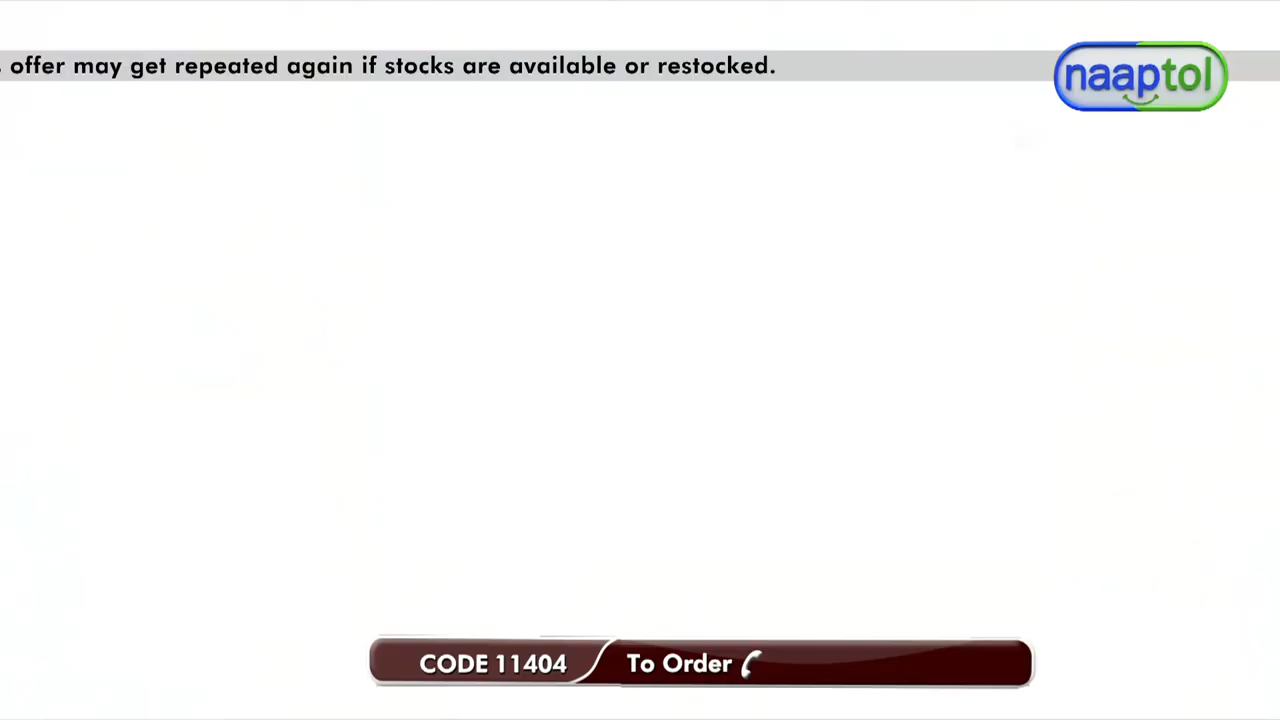 offer may get repeated again if stocks are available or restocked.
naaptol
CODE 11404 To Order